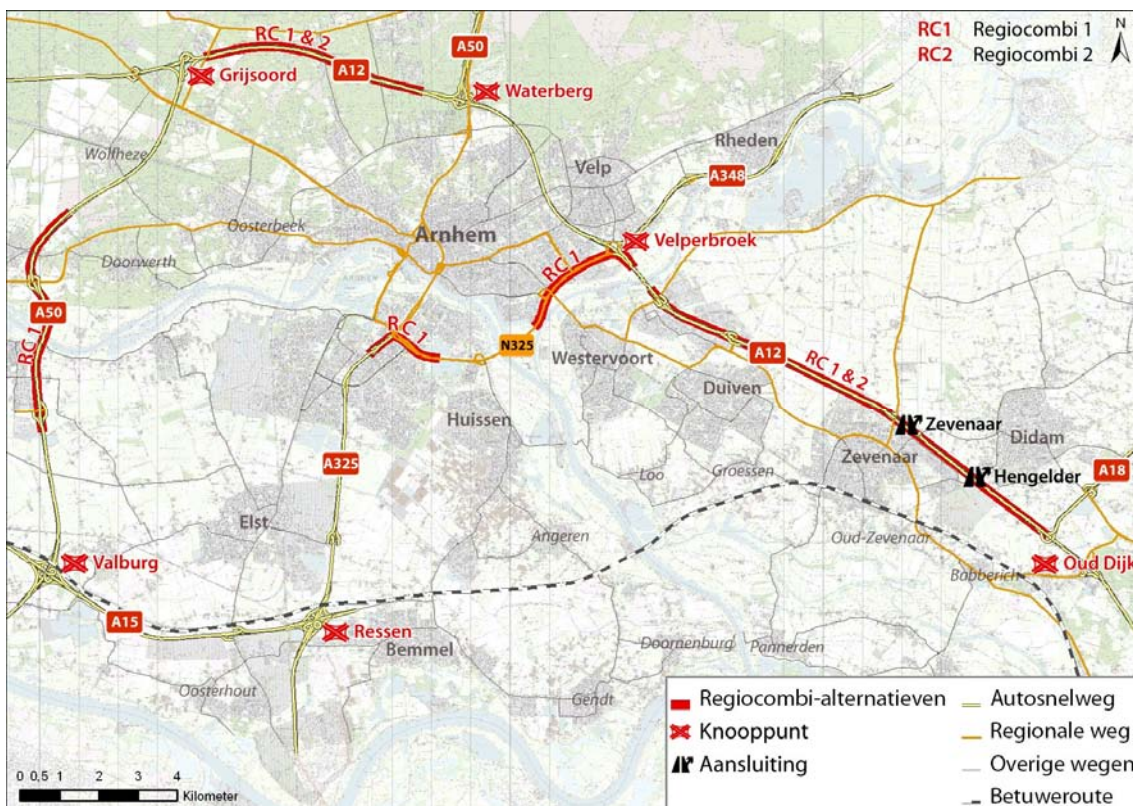 RC1 Regiocombi 1
RC2 Regiocombi 2
N
RC 1 & 2
A50
A12
Grijsoord
Waterberg
Wolfheze
Rheden
Velp
A348
Oosterbeek
Arnhem
Velperbroek
Doorwerth
RC 1
A50
RC 1
RC 1
N325
Westervoort
A12
RC 1 & 2
Duiven
Huissen
Zevenaar
Didam
A325
Zevenaar
Hengelder
A18
Loo
Groessen
Elst
Angeren
Oud-Zevenaar
Valburg
Babberich
Oud Dijk
A15
Ressen
Bemmel
Doornenburg
Pannerden
Oosterhout
Gendt
Regiocombi-alternatieven
Knooppunt
Aansluiting
Autosnelweg
Regionale weg
Overige wegen
Betuweroute
0 0,5 1 2 3 4
Kilometer